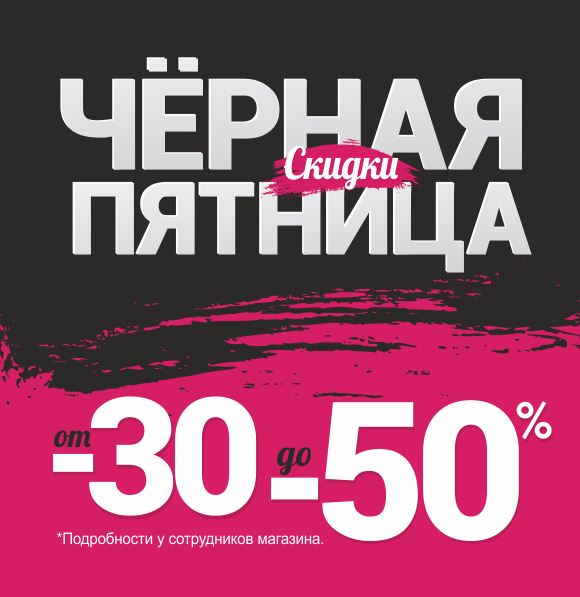 ЧЁРНАЯ
Скидки
ПЯТНИЦА
от -30 до -50%
*Подробности у сотрудников магазина.